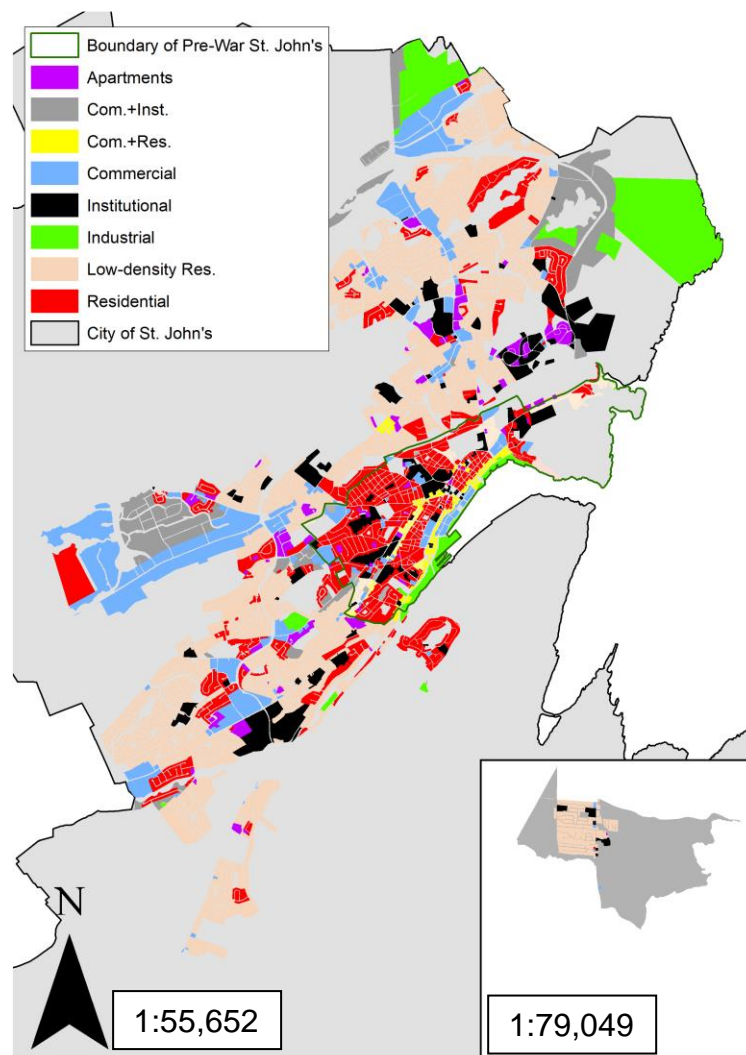 Boundary of Pre-War St. John's
Apartments
Com.+Inst.
Com.+Res.
Commercial
Institutional
Industrial
Low-density Res.
Residential
City of St. John's
N
1:55,652
1:79,049